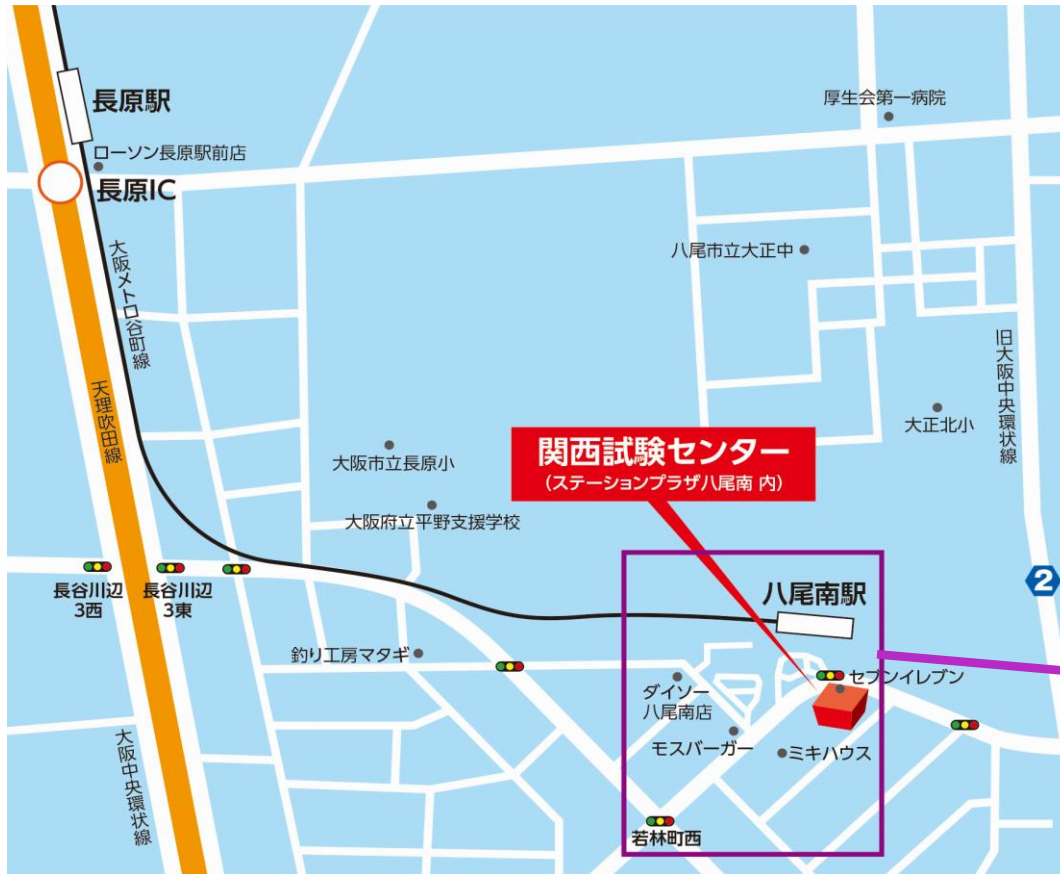 長原駅
ローソン長原駅前店
長原IC
厚生会第一病院
八尾市立大正中
大阪メトロ谷町線
天理吹田線
旧大阪中央環状線
大正北小
大阪市立長原小
関西試験センター
(ステーションプラザ八尾南 内)
大阪府立平野支援学校
長谷川辺
3西
長谷川辺
3東
八尾南駅
2
釣り工房マタギ
セブンイレブン
ダイソー
八尾南店
モスバーガー
ミキハウス
大阪中央環状線
若林町西